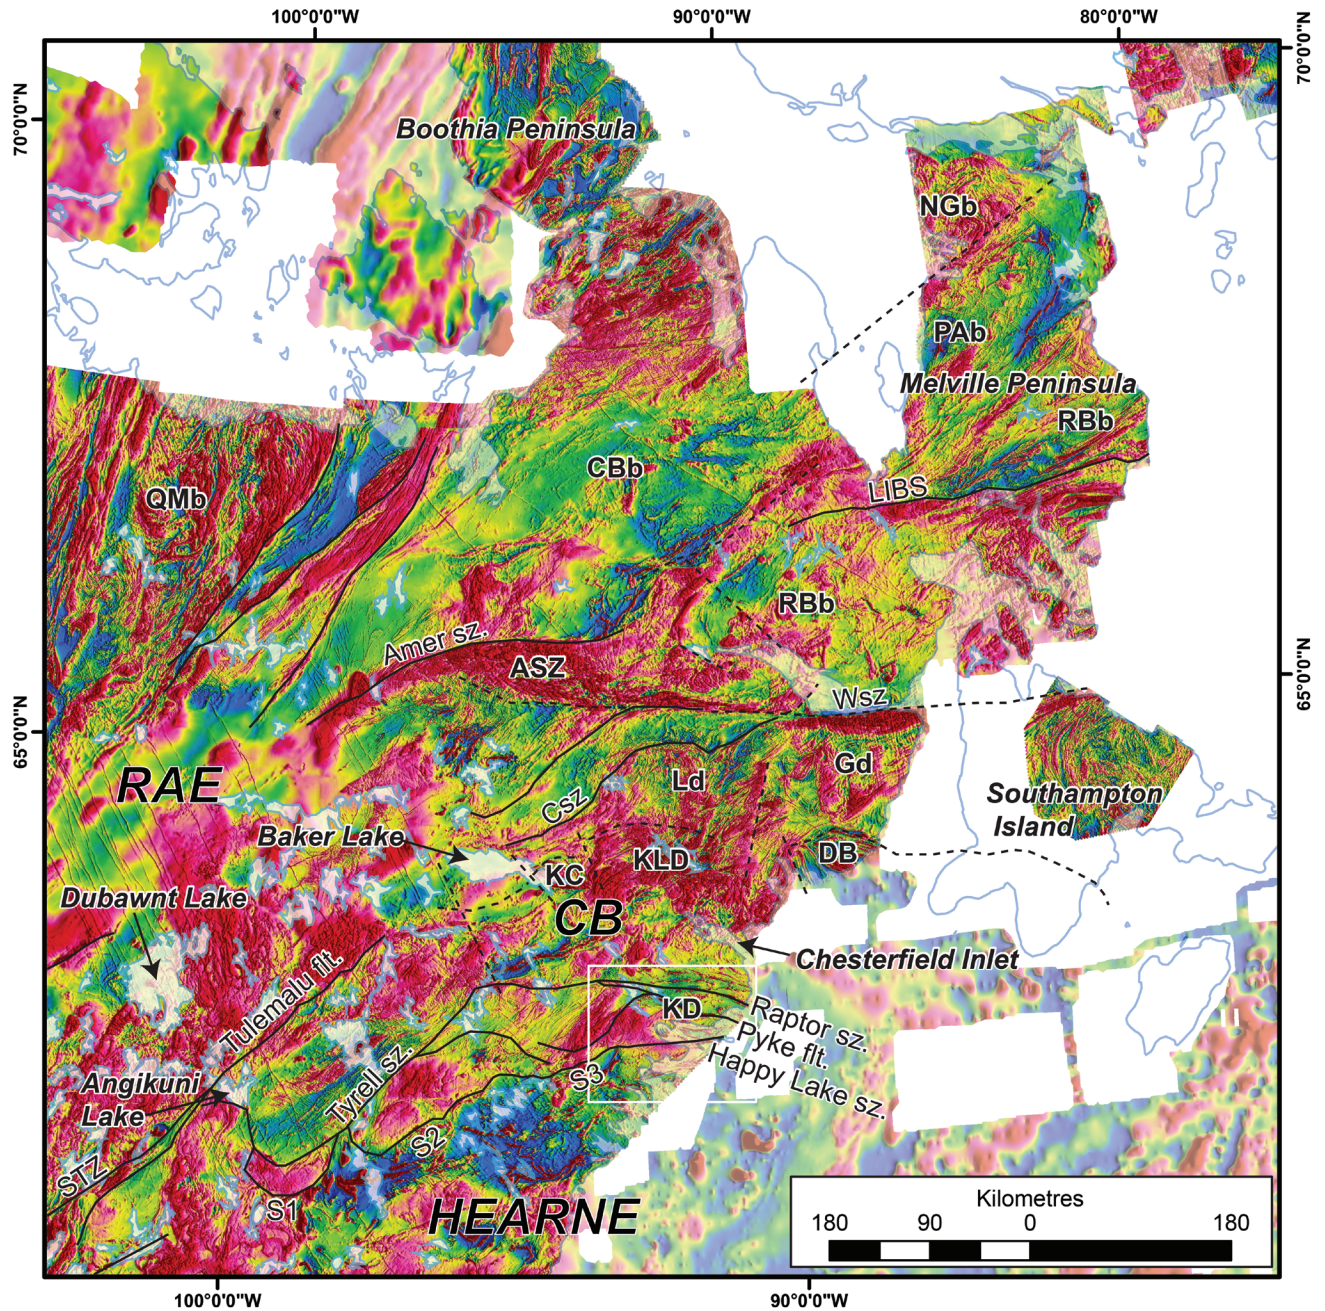 100°0'0"W
90°0'0"W
80°0'0"W
70°0'0"N
70°0'0"N
Boothia Peninsula
NGb
PAb
Melville Peninsula
RBb
CBb
QMb
LIBS
RBb
Amer sz.
ASZ
Wsz
65°0'0"N
65°0'0"N
RAE
Ld
Gd
Csz
Southampton
Island
Baker Lake
KLD
DB
KC
Dubawnt Lake
CB
Chesterfield Inlet
Tulemalu flt.
KD
Raptor sz.
Pyke flt.
Happy Lake sz.
Tyrell sz.
Angikuni
Lake
S3
S2
STZ
S1
HEARNE
Kilometres
180 90 0 180
100°0'0"W
90°0'0"W